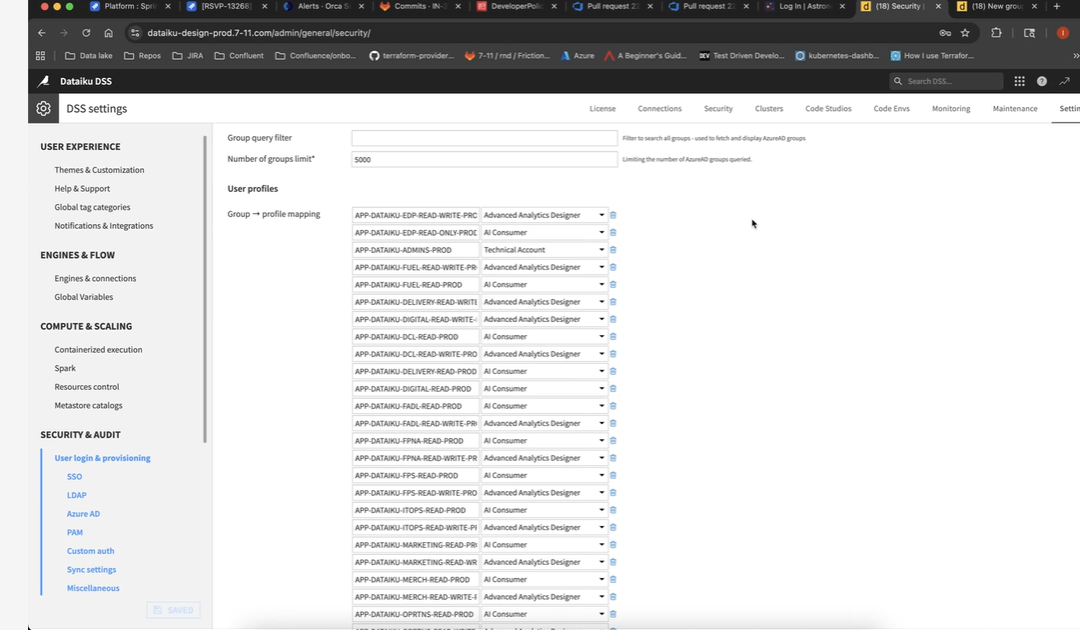 Platform : Sprin
[RSVP-13268]
Alerts - Orca S
Commits · IN-
DeveloperPoli
Pull request 22
Pull request 22
Log In | Astron
(18) Security |
(18) New grou
dataiku-design-prod.7-11.com/admin/general/security/
Data lake Repos JIRA Confluent Confluence/onbo... terraform-provider... 7-11 / rnd / Friction... Azure A Beginner's Guid... Test Driven Develo... kubernetes-dashb... How I use Terrafor...
Dataiku DSS
Search DSS...
DSS settings
License Connections Security Clusters Code Studios Code Envs Monitoring Maintenance Settin
USER EXPERIENCE
Themes & Customization
Help & Support
Global tag categories
Notifications & Integrations
ENGINES & FLOW
Engines & connections
Global Variables
COMPUTE & SCALING
Containerized execution
Spark
Resources control
Metastore catalogs
SECURITY & AUDIT
User login & provisioning
SSO
LDAP
Azure AD
PAM
Custom auth
Sync settings
Miscellaneous
SAVED
Group query filter
Filter to search all groups - used to fetch and display AzureAD groups
Number of groups limit* 5000
Limiting the number of AzureAD groups queried.
User profiles
Group → profile mapping
APP-DATAIKU-EDP-READ-WRITE-PRO Advanced Analytics Designer
APP-DATAIKU-EDP-READ-ONLY-PROD AI Consumer
APP-DATAIKU-ADMINS-PROD Technical Account
APP-DATAIKU-FUEL-READ-WRITE-PR Advanced Analytics Designer
APP-DATAIKU-FUEL-READ-PROD AI Consumer
APP-DATAIKU-DELIVERY-READ-WRITE Advanced Analytics Designer
APP-DATAIKU-DIGITAL-READ-WRITE- Advanced Analytics Designer
APP-DATAIKU-DCL-READ-PROD AI Consumer
APP-DATAIKU-DCL-READ-WRITE-PRO Advanced Analytics Designer
APP-DATAIKU-DELIVERY-READ-PROD AI Consumer
APP-DATAIKU-DIGITAL-READ-PROD AI Consumer
APP-DATAIKU-FADL-READ-PROD AI Consumer
APP-DATAIKU-FADL-READ-WRITE-PR Advanced Analytics Designer
APP-DATAIKU-FPNA-READ-PROD AI Consumer
APP-DATAIKU-FPNA-READ-WRITE-PR Advanced Analytics Designer
APP-DATAIKU-FPS-READ-PROD AI Consumer
APP-DATAIKU-FPS-READ-WRITE-PRO Advanced Analytics Designer
APP-DATAIKU-ITOPS-READ-PROD AI Consumer
APP-DATAIKU-ITOPS-READ-WRITE-P Advanced Analytics Designer
APP-DATAIKU-MARKETING-READ-PR AI Consumer
APP-DATAIKU-MARKETING-READ-WR Advanced Analytics Designer
APP-DATAIKU-MERCH-READ-PROD AI Consumer
APP-DATAIKU-MERCH-READ-WRITE- Advanced Analytics Designer
APP-DATAIKU-OPRTNS-READ-PROD AI Consumer